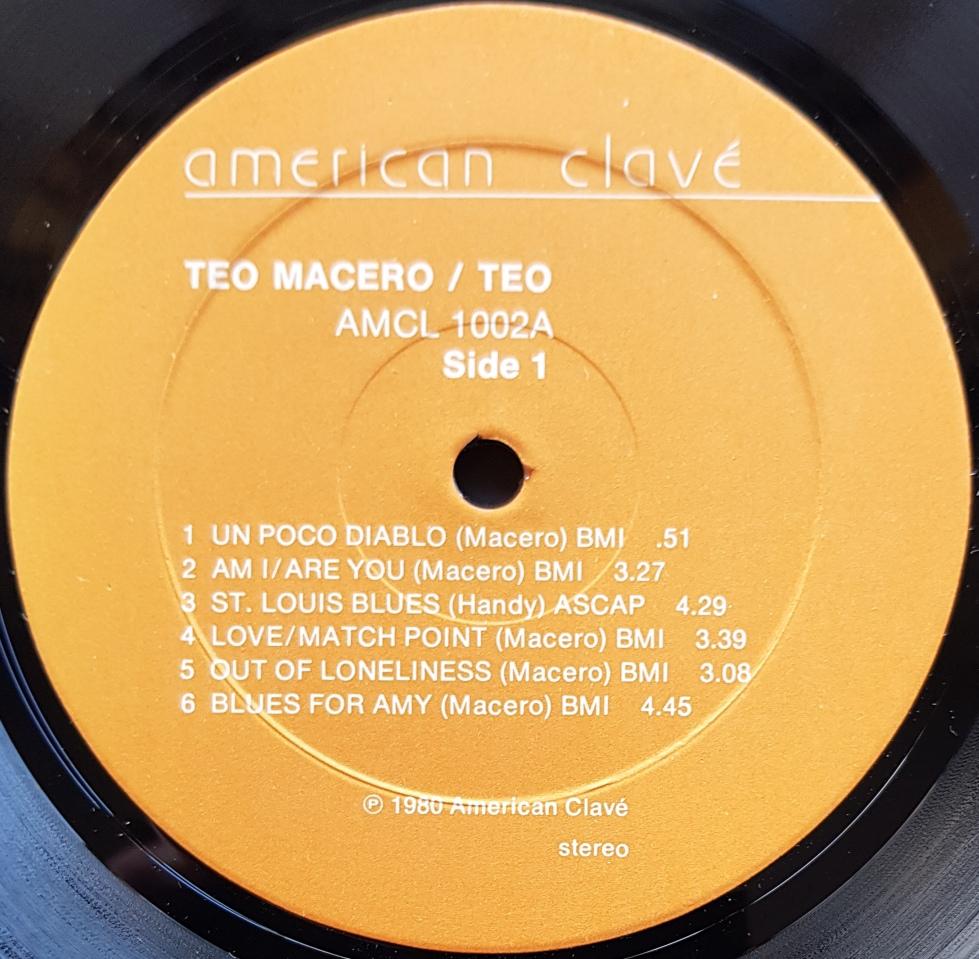 american clavé
TEO MACERO / TEO
AMCL 1002A
Side 1
1 UN POCO DIABLO (Macero) BMI .51
2 AM I/ARE YOU (Macero) BMI 3.27
3 ST. LOUIS BLUES (Handy) ASCAP 4.29
4 LOVE/MATCH POINT (Macero) BMI 3.39
5 OUT OF LONELINESS (Macero) BMI 3.08
6 BLUES FOR AMY (Macero) BMI 4.45
℗ 1980 American Clavé
stereo